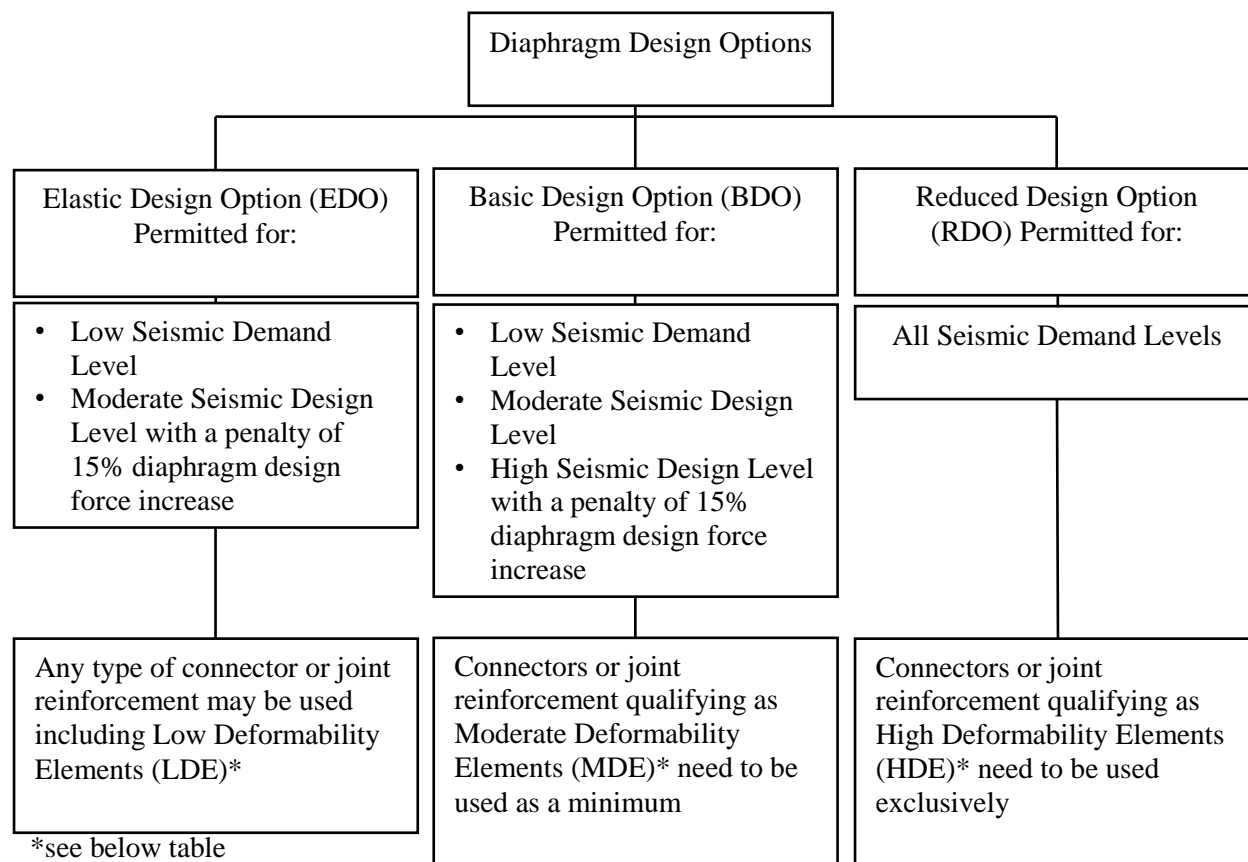 Diaphragm Design Options
Elastic Design Option (EDO)
Permitted for:
Basic Design Option (BDO)
Permitted for:
Reduced Design Option
(RDO) Permitted for:
• Low Seismic Demand
Level
• Moderate Seismic Design
Level with a penalty of
15% diaphragm design
force increase
• Low Seismic Demand
Level
• Moderate Seismic Design
Level
• High Seismic Design Level
with a penalty of 15%
diaphragm design force
increase
All Seismic Demand Levels
Any type of connector or joint
reinforcement may be used
including Low Deformability
Elements (LDE)*
Connectors or joint
reinforcement qualifying as
Moderate Deformability
Elements (MDE)* need to be
used as a minimum
Connectors or joint
reinforcement qualifying as
High Deformability Elements
(HDE)* need to be used
exclusively
*see below table